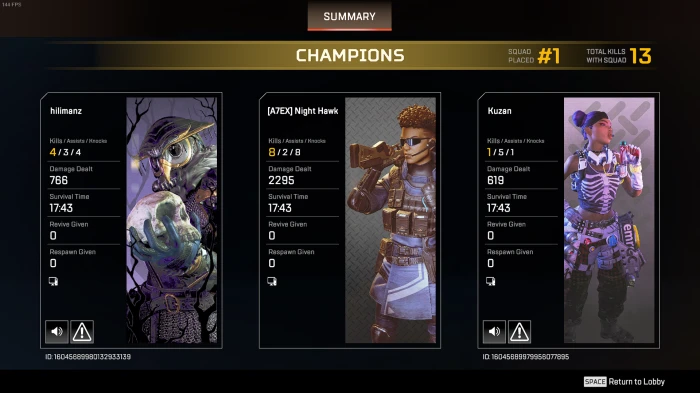 144 FPS
SUMMARY
CHAMPIONS
SQUAD PLACED #1
TOTAL KILLS WITH SQUAD 13
hilimanz
Kills / Assists / Knocks
4 / 3 / 4
Damage Dealt
766
Survival Time
17:43
Revive Given
0
Respawn Given
0
ID:16045689980132933139
[A7EX] Night Hawk
Kills / Assists / Knocks
8 / 2 / 8
Damage Dealt
2295
Survival Time
17:43
Revive Given
0
Respawn Given
0
Kuzan
Kills / Assists / Knocks
1 / 5 / 1
Damage Dealt
619
Survival Time
17:43
Revive Given
0
Respawn Given
0
ID:16045689979956077895
SPACE Return to Lobby